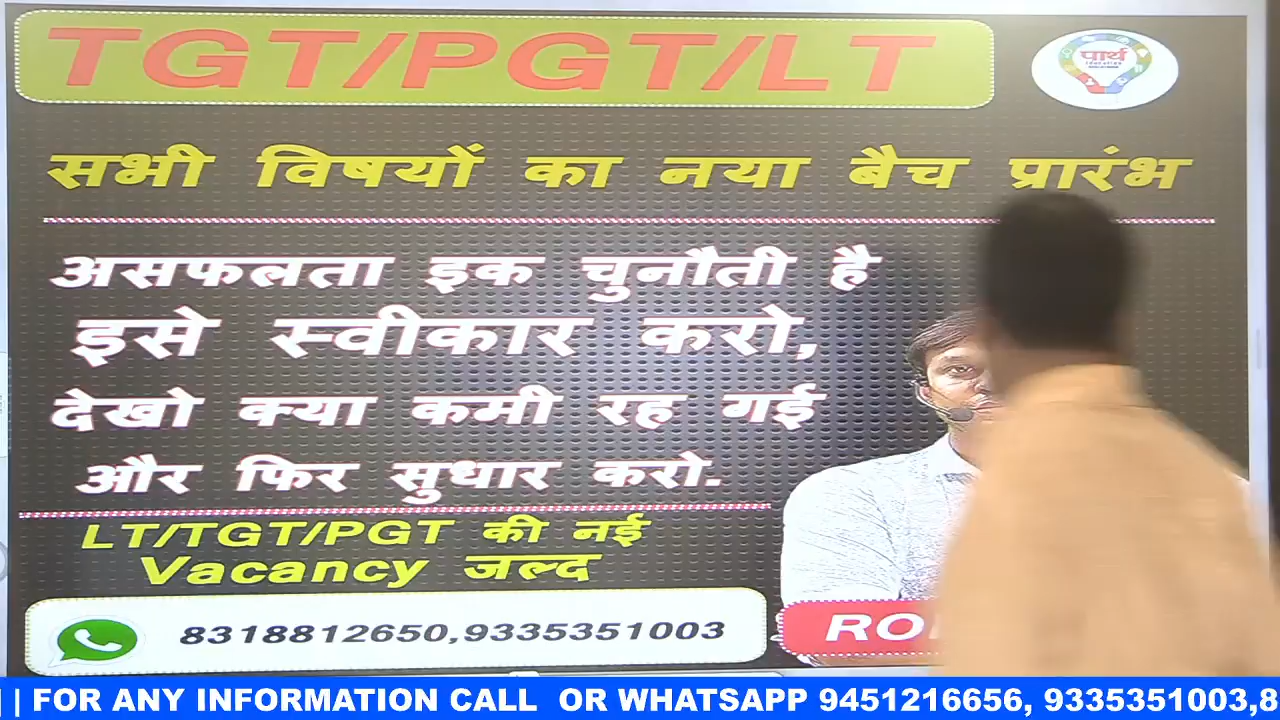 TGT/PGT/LT
पार्थ
Education
सभी विषयों का नया बैच प्रारंभ
असफलता इक चुनौती है
इसे स्वीकार करो,
देखो क्या कमी रह गई
और फिर सुधार करो.
LT/TGT/PGT की नई
Vacancy जल्द
8318812650,9335351003
| FOR ANY INFORMATION CALL OR WHATSAPP 9451216656, 9335351003,8